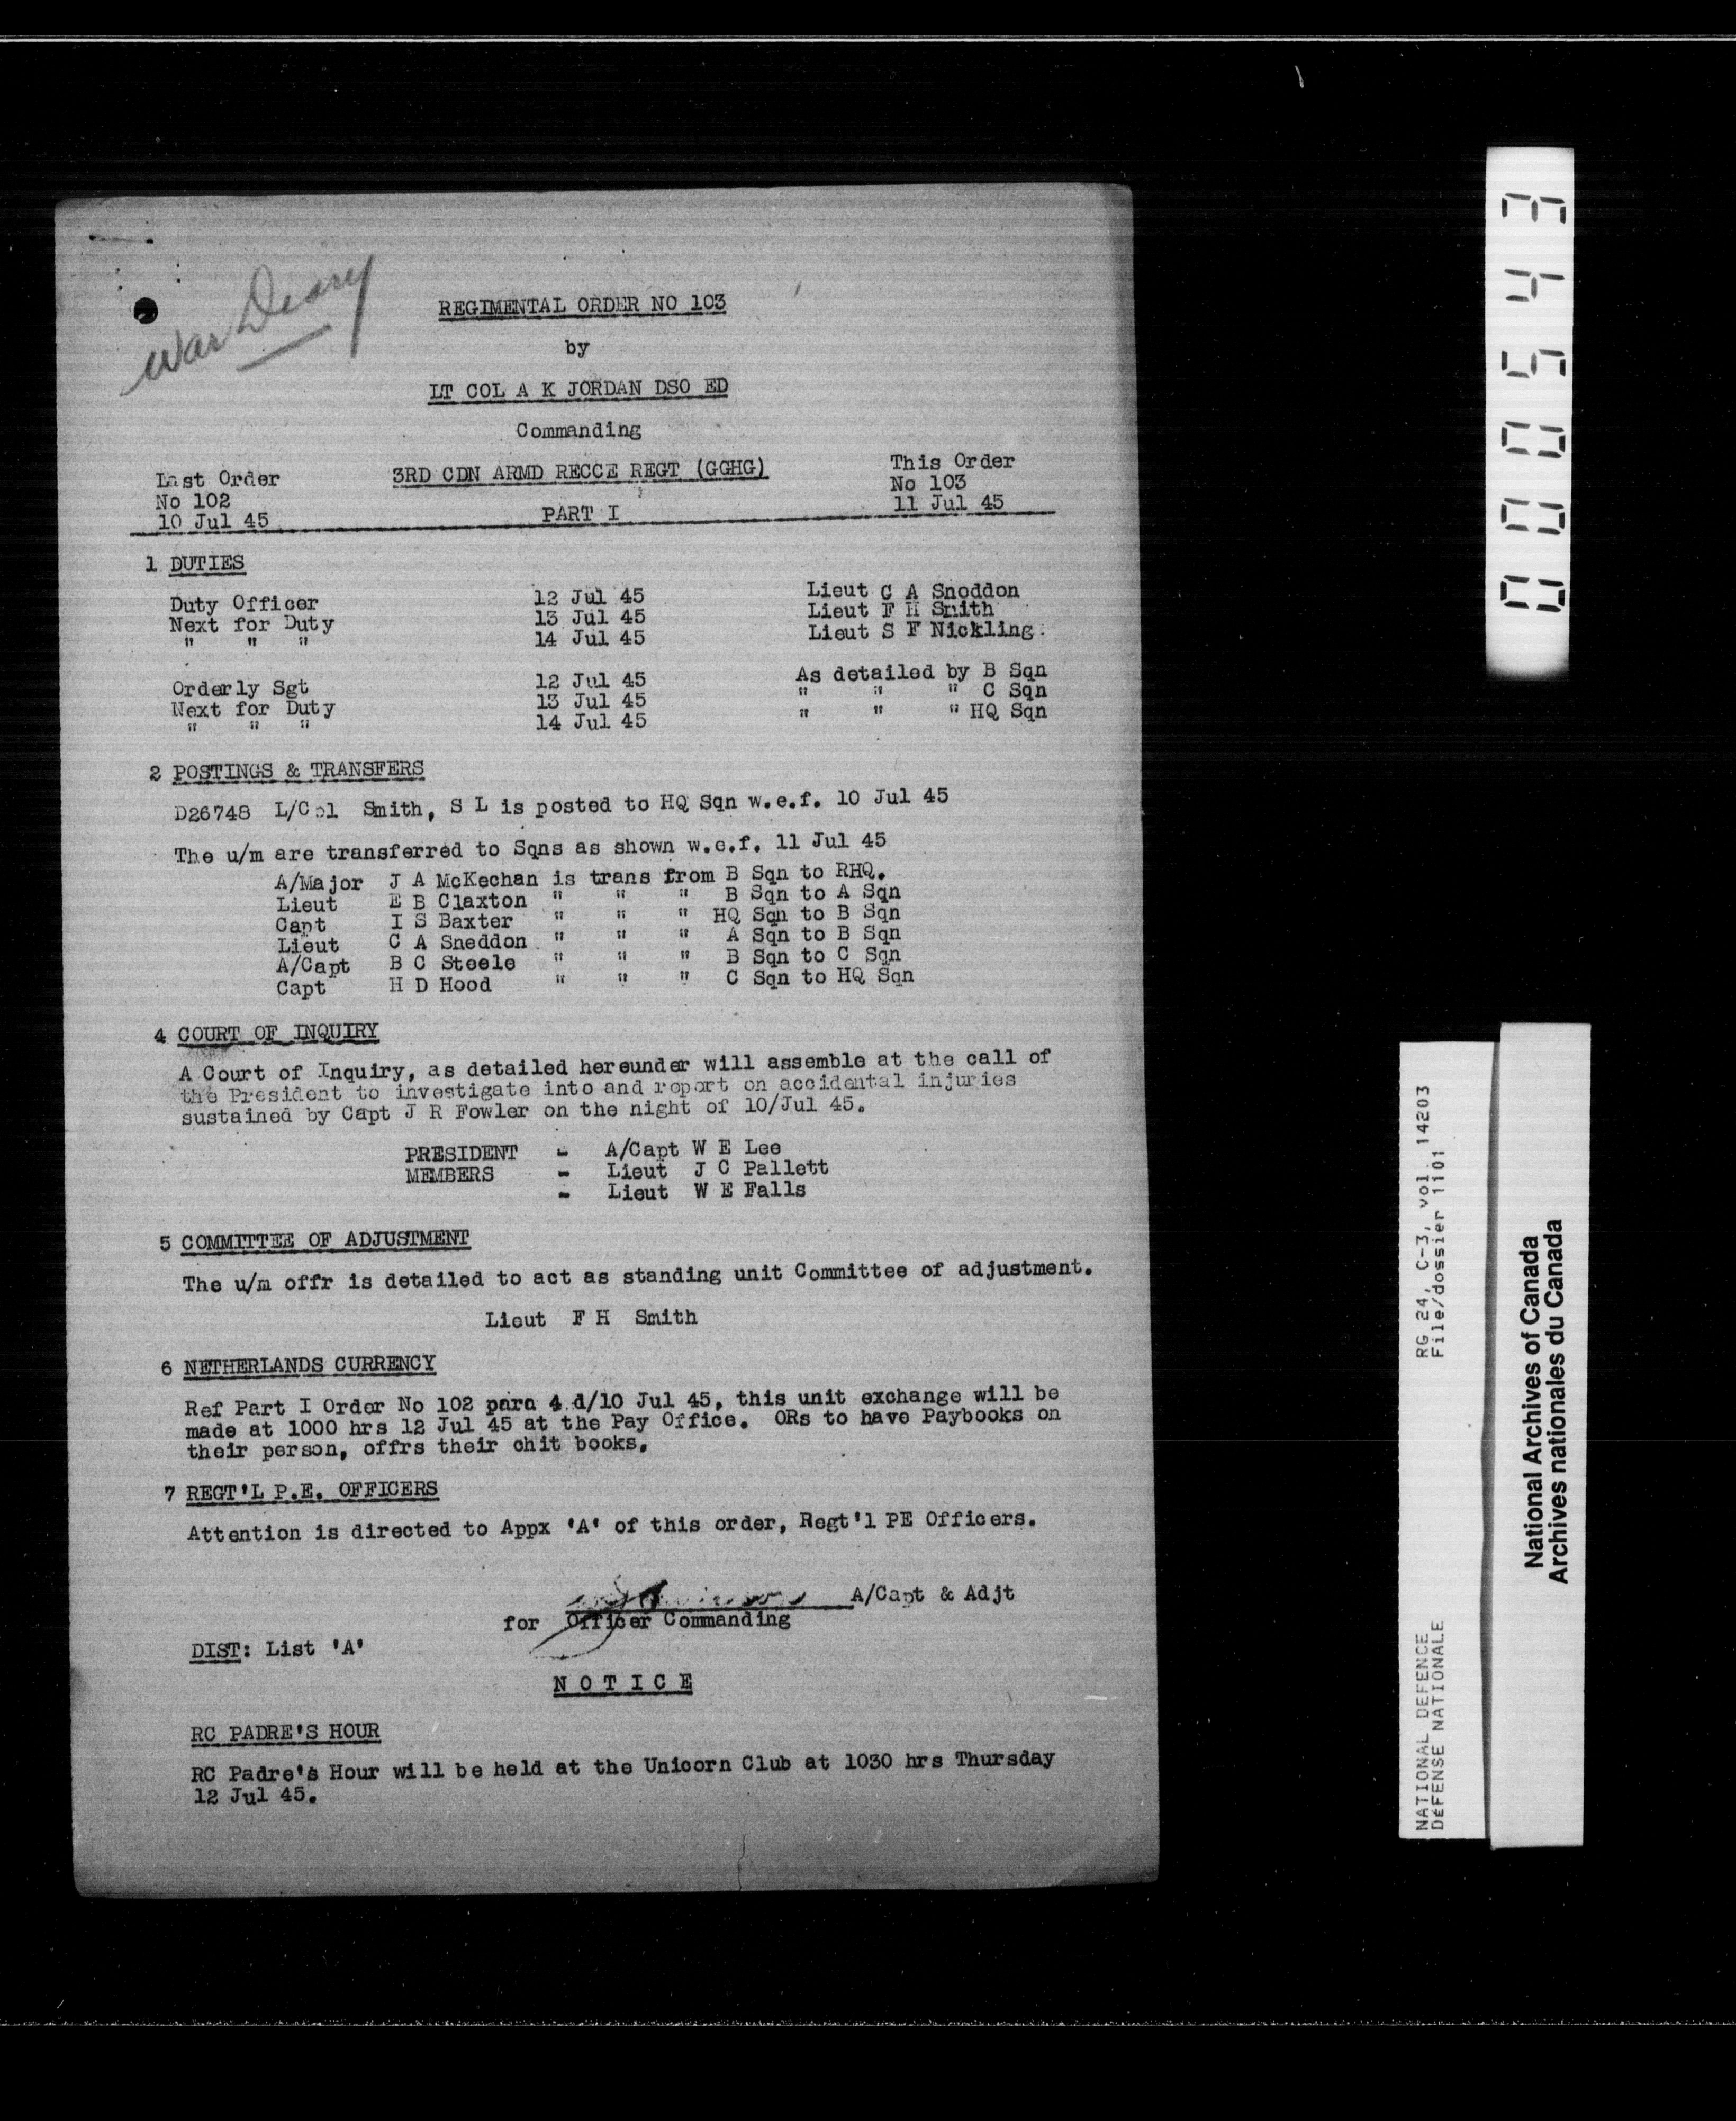 War Diary
REGIMENTAL ORDER NO 103
by
LT COL A K JORDAN DSO ED
Commanding
3RD CDN ARMD RECCE REGT (GGHG)
Last Order
No 102
10 Jul 45
This Order
No 103
11 Jul 45
PART I
1 DUTIES
Duty Officer 12 Jul 45 Lieut C A Sneddon
Next for Duty 13 Jul 45 Lieut F H Smith
" " " 14 Jul 45 Lieut S F Nickling
Orderly Sgt 12 Jul 45 As detailed by B Sqn
Next for Duty 13 Jul 45 " " " C Sqn
" " " 14 Jul 45 " " " HQ Sqn
2 POSTINGS & TRANSFERS
D26748 L/Cpl Smith, S L is posted to HQ Sqn w.e.f. 10 Jul 45
The u/m are transferred to Sqns as shown w.e.f. 11 Jul 45
A/Major J A McKechan is trans from B Sqn to RHQ.
Lieut E B Claxton " " " B Sqn to A Sqn
Capt I S Baxter " " " HQ Sqn to B Sqn
Lieut C A Sneddon " " " A Sqn to B Sqn
A/Capt B C Steele " " " B Sqn to C Sqn
Capt H D Hood " " " C Sqn to HQ Sqn
4 COURT OF INQUIRY
A Court of Inquiry, as detailed hereunder will assemble at the call of
the President to investigate into and report on accidental injuries
sustained by Capt J R Fowler on the night of 10/Jul 45.
PRESIDENT - A/Capt W E Lee
MEMBERS - Lieut J C Pallett
- Lieut W E Falls
5 COMMITTEE OF ADJUSTMENT
The u/m offr is detailed to act as standing unit Committee of adjustment.
Lieut F H Smith
6 NETHERLANDS CURRENCY
Ref Part I Order No 102 para 4 d/10 Jul 45, this unit exchange will be
made at 1000 hrs 12 Jul 45 at the Pay Office. ORs to have Paybooks on
their person, offrs their chit books.
7 REGT'L P.E. OFFICERS
Attention is directed to Appx 'A' of this order, Regt'l PE Officers.
A/Capt & Adjt
for Officer Commanding
DIST: List 'A'
N O T I C E
RC PADRE'S HOUR
RC Padre's Hour will be held at the Unicorn Club at 1030 hrs Thursday
12 Jul 45.
000543
NATIONAL DEFENCE RG 24, C-3, vol. 14203
DÉFENSE NATIONALE File/dossier 1101
National Archives of Canada
Archives nationales du Canada